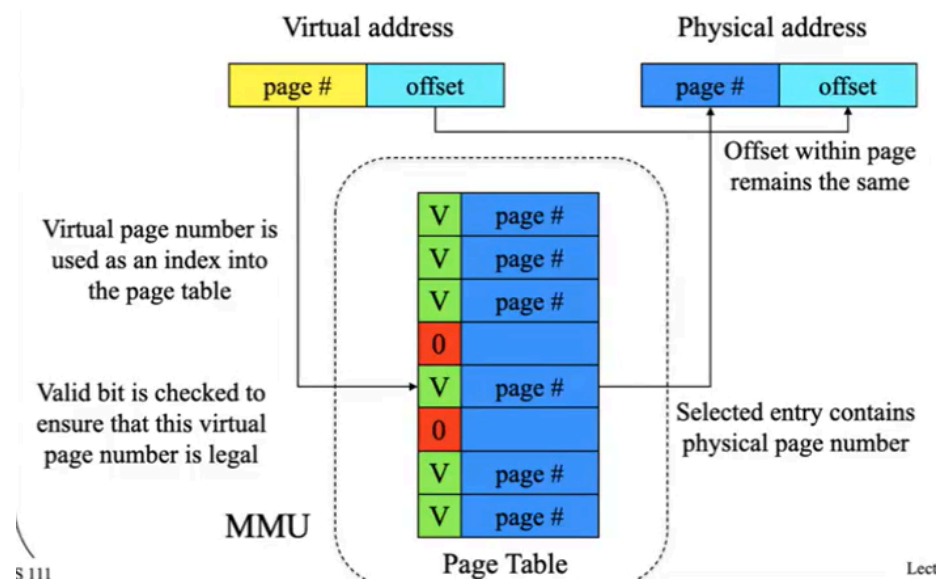 Virtual address
Physical address
page #
offset
page #
offset
Offset within page
remains the same
Virtual page number is
used as an index into
the page table
V
page #
V
page #
V
page #
0
V
page #
0
V
page #
V
page #
Valid bit is checked to
ensure that this virtual
page number is legal
Selected entry contains
physical page number
MMU
Page Table
S 111
Lect